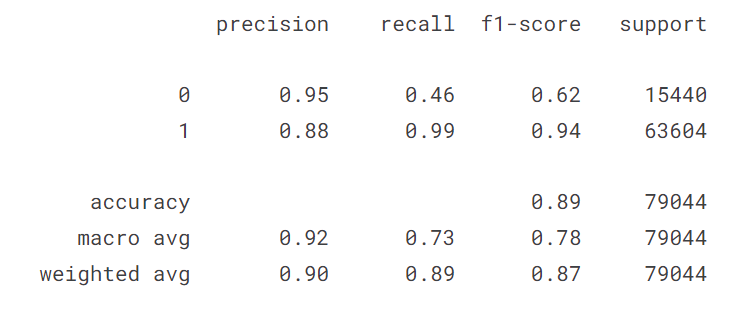 precision recall f1-score support
0 0.95 0.46 0.62 15440
1 0.88 0.99 0.94 63604
accuracy 0.89 79044
macro avg 0.92 0.73 0.78 79044
weighted avg 0.90 0.89 0.87 79044